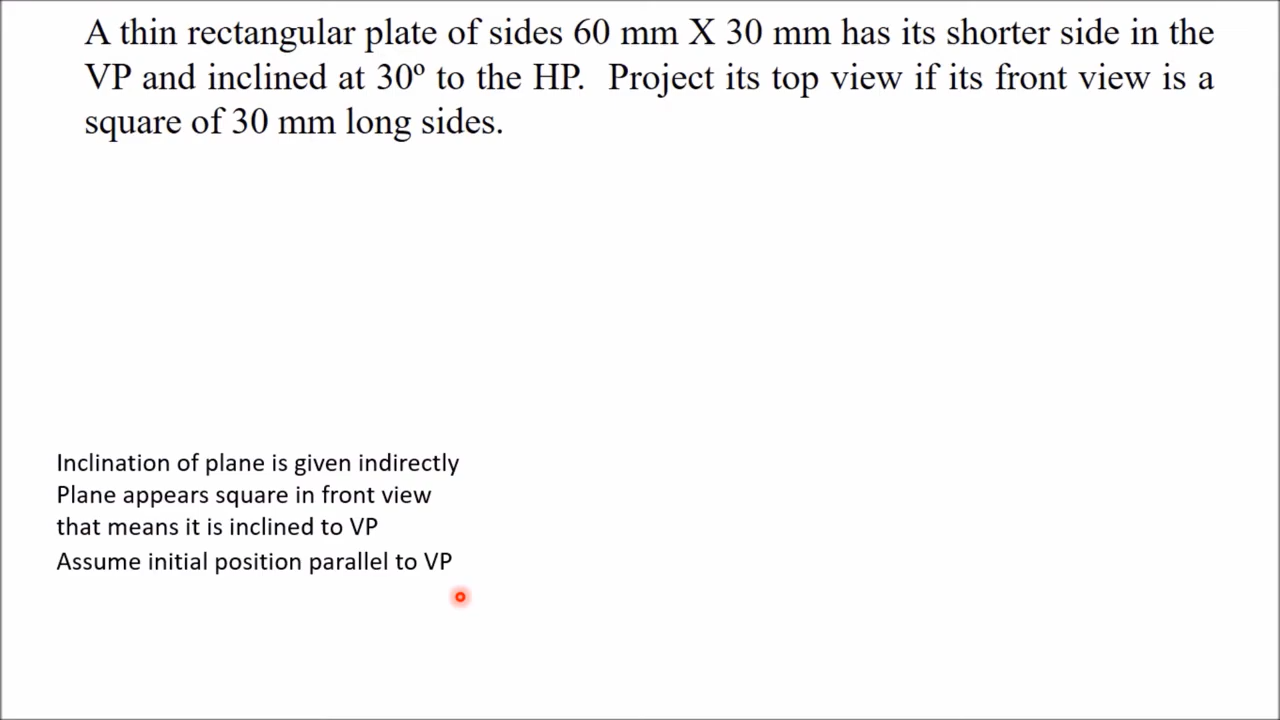 A thin rectangular plate of sides 60 mm X 30 mm has its shorter side in the
VP and inclined at 30º to the HP. Project its top view if its front view is a
square of 30 mm long sides.
Inclination of plane is given indirectly
Plane appears square in front view
that means it is inclined to VP
Assume initial position parallel to VP